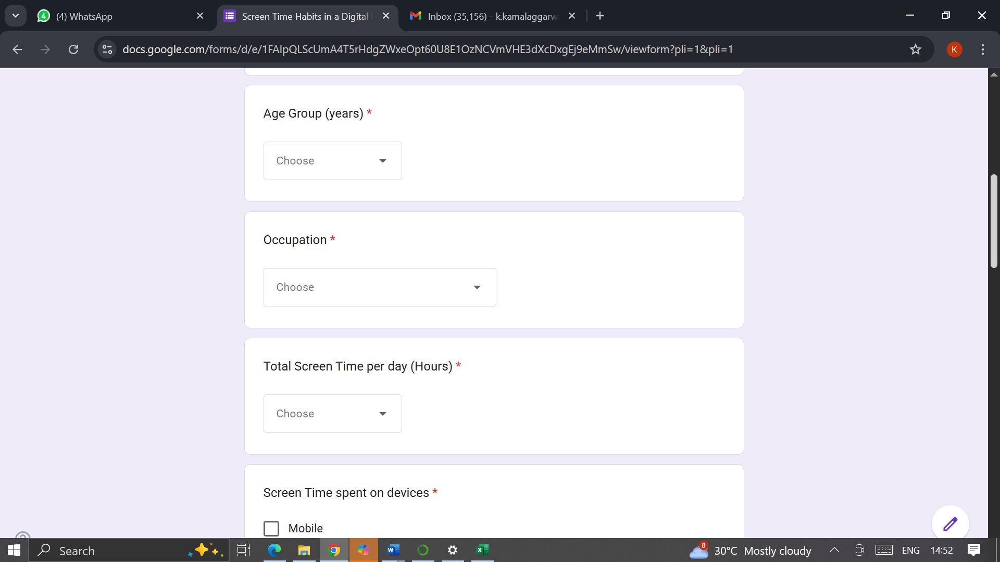 (4) WhatsApp
Screen Time Habits in a Digital
Inbox (35,156) - k.kamalaggarw
docs.google.com/forms/d/e/1FAIpQLScUmA4T5rHdgZWxeOpt60U8E1OzNCVmVHE3dXcDxgEj9eMmSw/viewform?pli=1&pli=1
K
Age Group (years) *
Choose
Occupation *
Choose
Total Screen Time per day (Hours) *
Choose
Screen Time spent on devices *
Mobile
Search
8
30°C Mostly cloudy
ENG
14:52